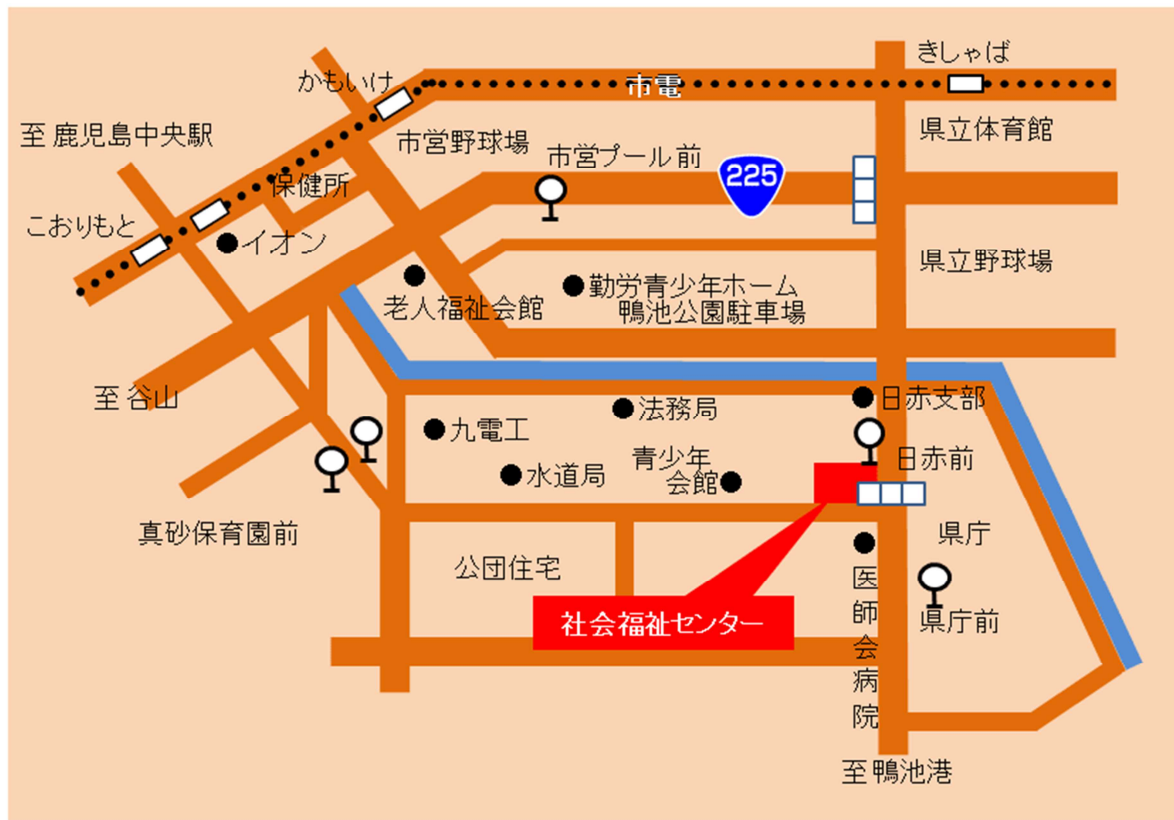 きしゃば
かもいけ
市電
至鹿児島中央駅
市営野球場
県立体育館
市営プール前
225
保健所
こおりもと
イオン
県立野球場
老人福祉会館
勤労青少年ホーム
鴨池公園駐車場
至谷山
日赤支部
法務局
九電工
青少年
会館
日赤前
水道局
真砂保育園前
県庁
公団住宅
医師会病院
社会福祉センター
県庁前
至鴨池港